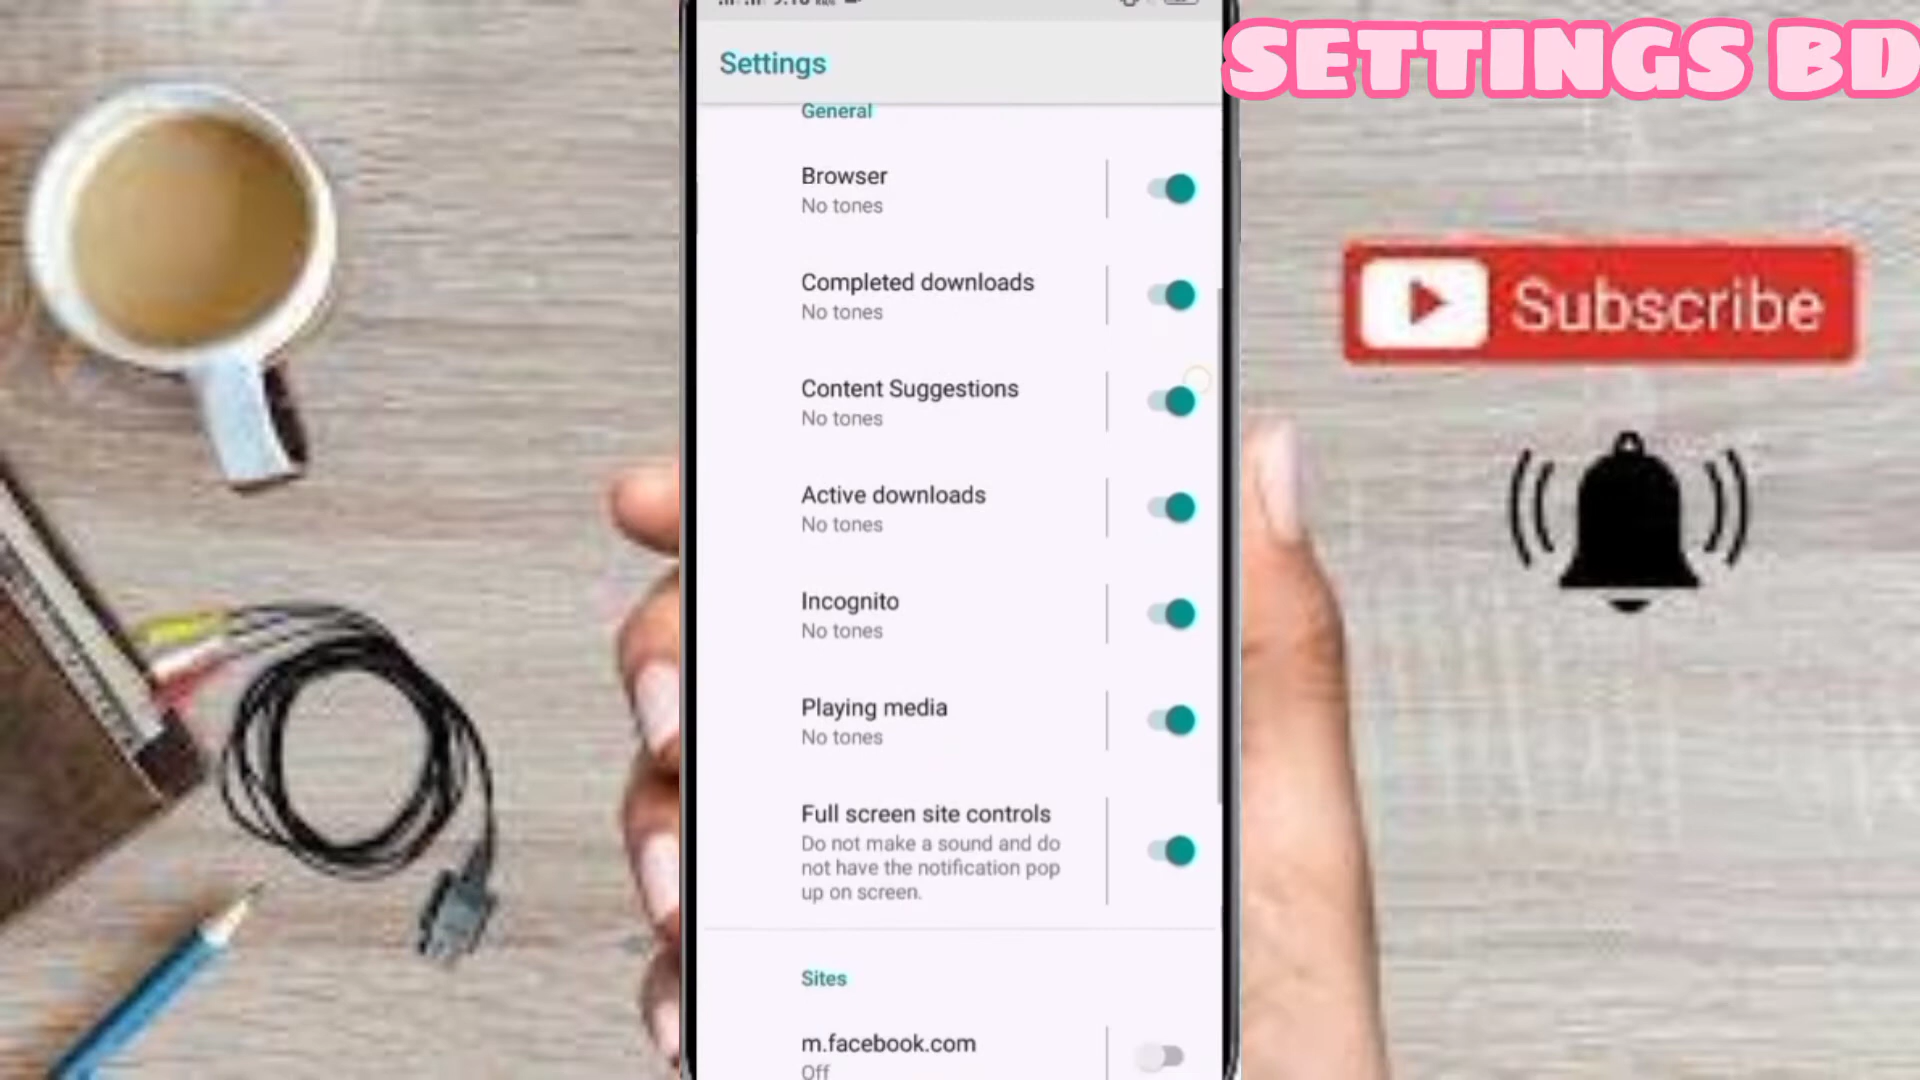 SETTINGS BD
Settings
General
Browser
No tones
Completed downloads
No tones
Content Suggestions
No tones
Active downloads
No tones
Incognito
No tones
Playing media
No tones
Full screen site controls
Do not make a sound and do
not have the notification pop
up on screen.
Sites
m.facebook.com
Off
Subscribe